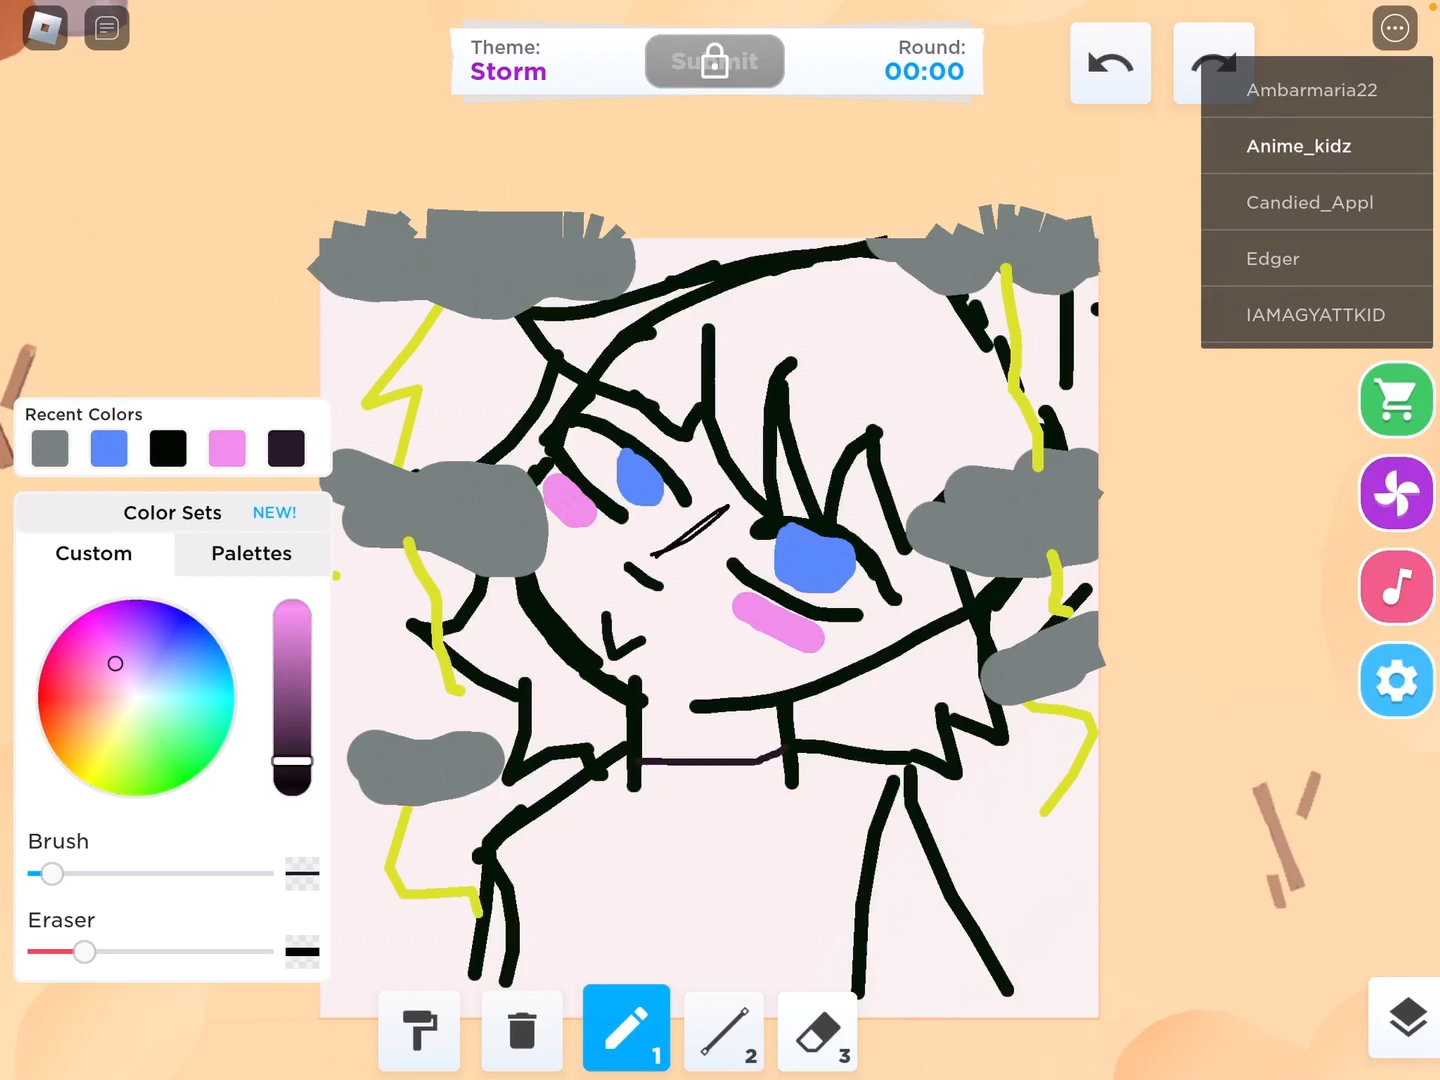 Theme:
Storm
Submit
Round:
00:00
Ambarmaria22
Anime_kidz
Candied_Appl
Edger
IAMAGYATTKID
Recent Colors
Color Sets NEW!
Custom Palettes
Brush
Eraser
1 2 3